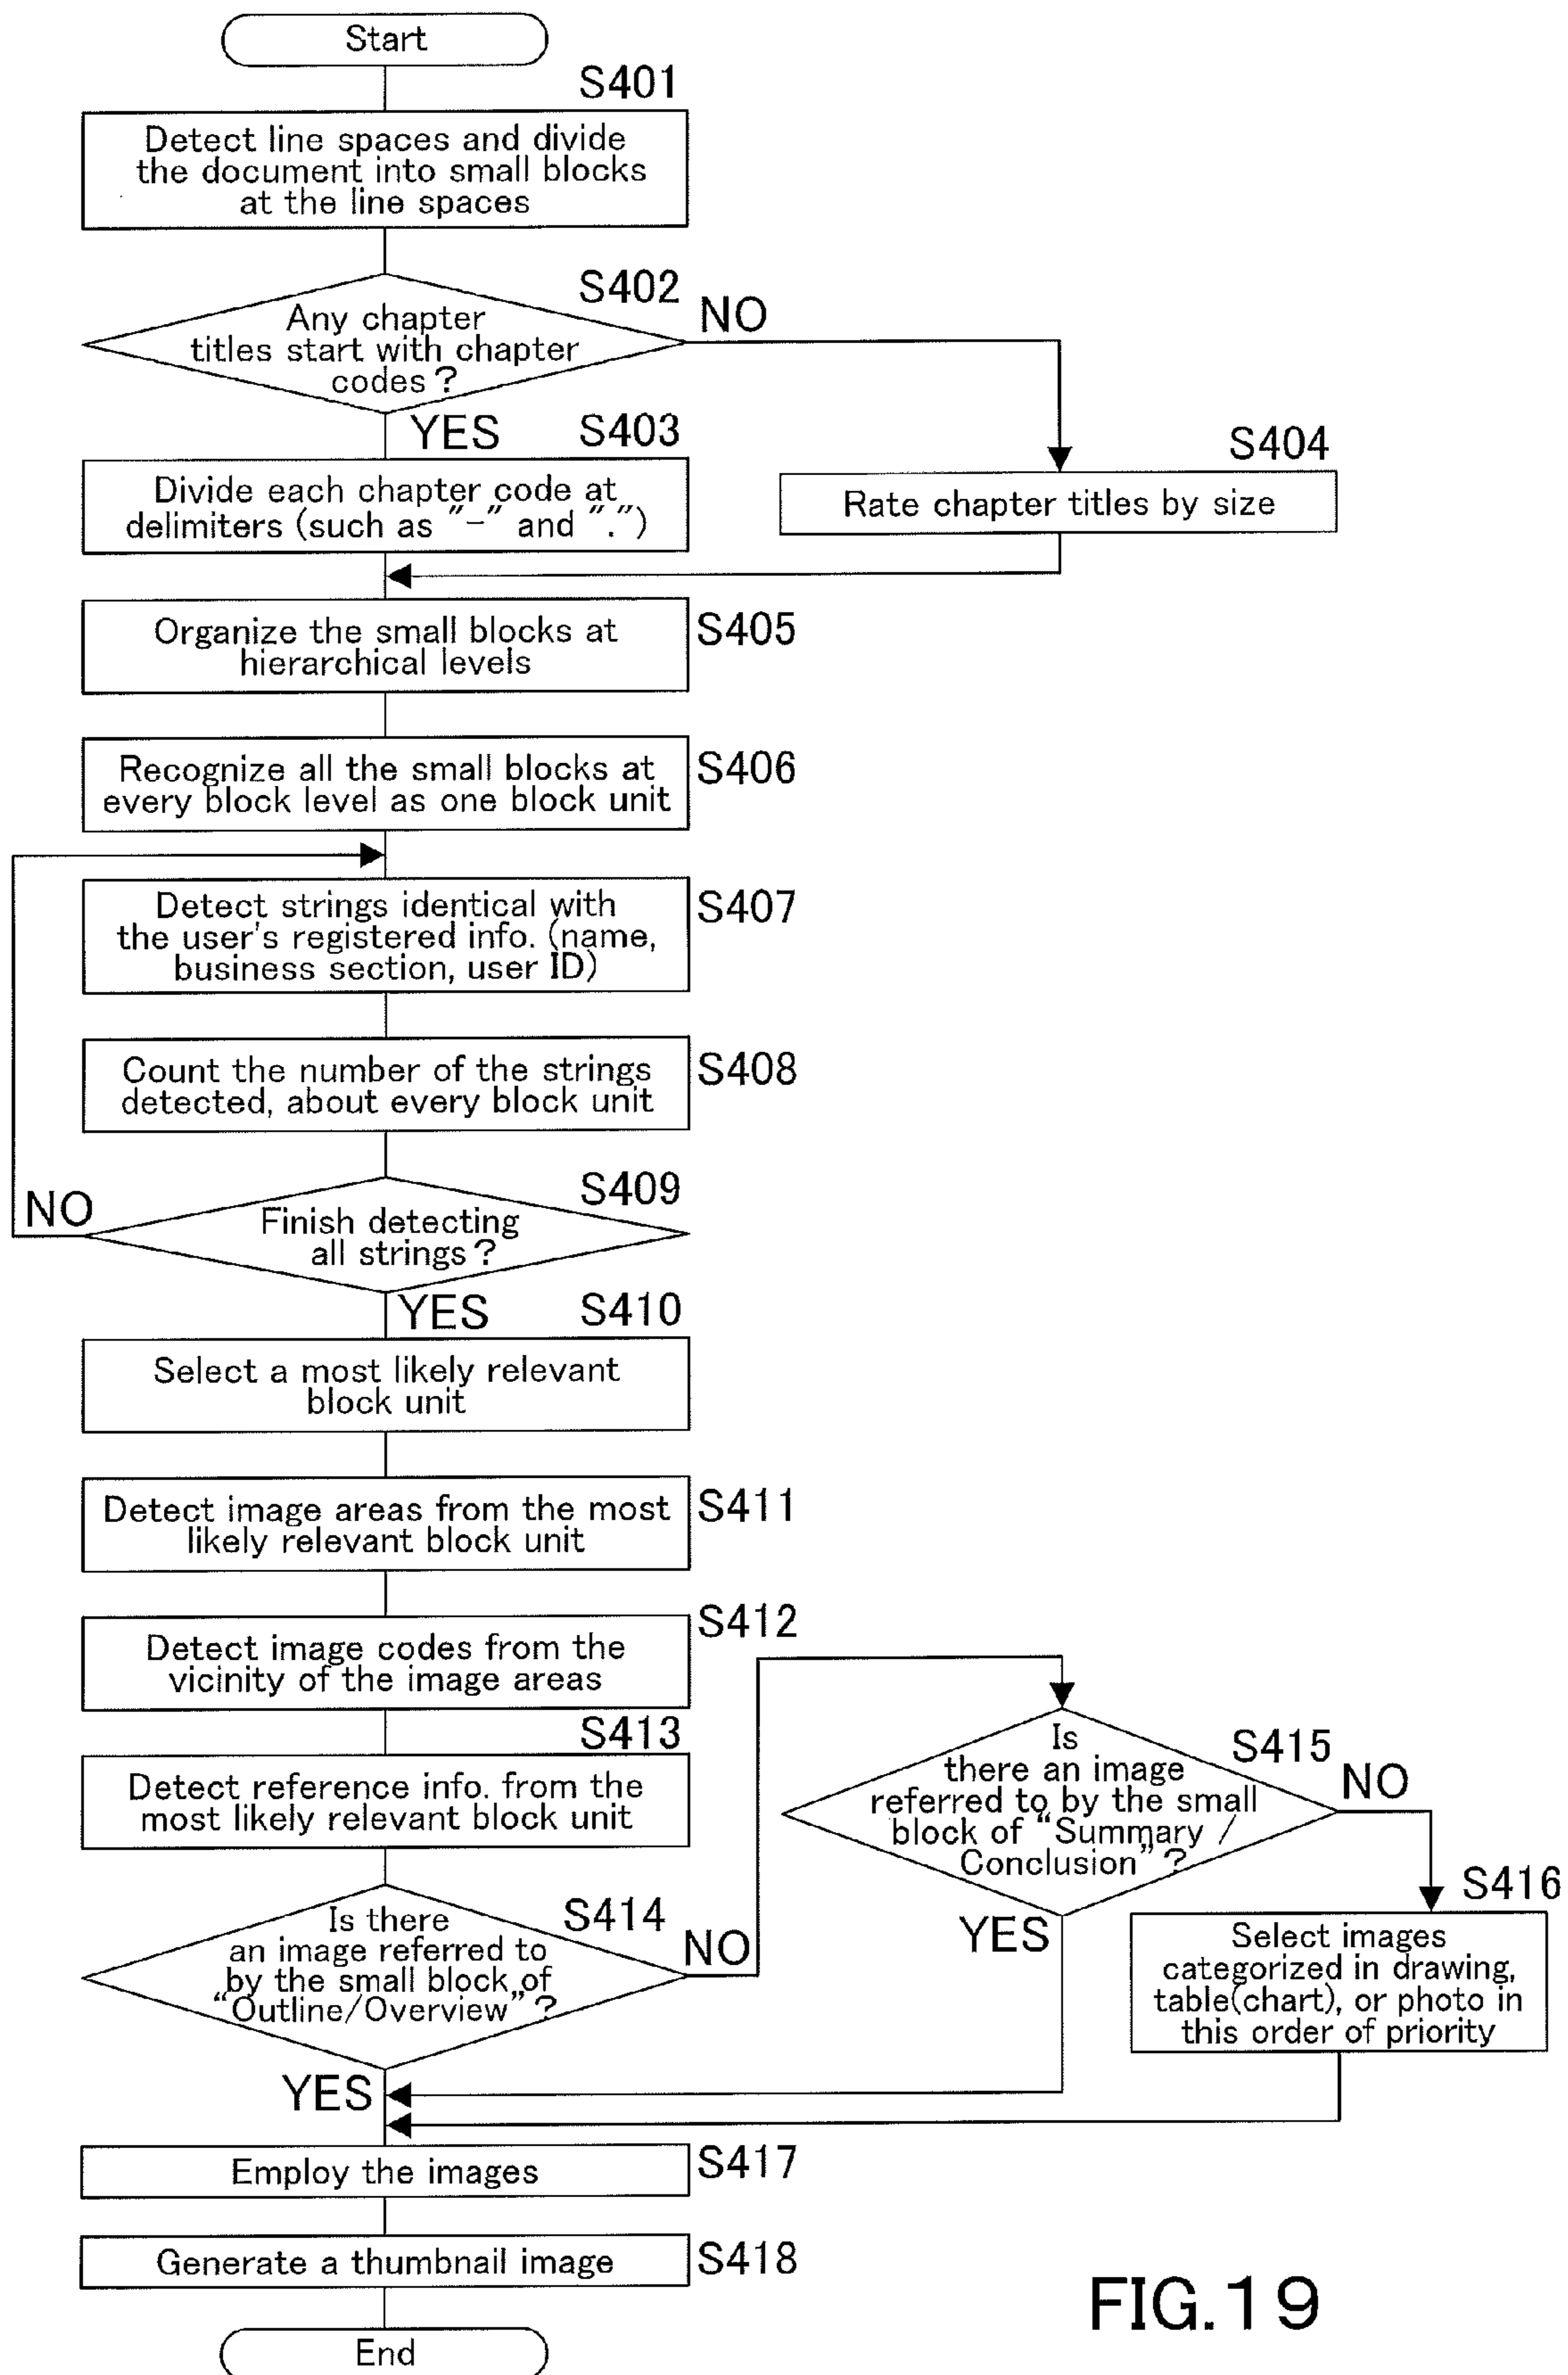 Start
S401
Detect line spaces and divide
the document into small blocks
at the line spaces
S402
Any chapter
titles start with chapter
codes?
NO
YES
S403
Divide each chapter code at
delimiters (such as "-" and ".")
S404
Rate chapter titles by size
Organize the small blocks at
hierarchical levels
S405
Recognize all the small blocks at
every block level as one block unit
S406
Detect strings identical with
the user's registered info. (name,
business section, user ID)
S407
Count the number of the strings
detected, about every block unit
S408
S409
NO
Finish detecting
all strings?
YES
S410
Select a most likely relevant
block unit
Detect image areas from the most
likely relevant block unit
S411
S412
Detect image codes from the
vicinity of the image areas
S413
Detect reference info. from the
most likely relevant block unit
S414
Is there
an image referred to
by the small block of
"Outline/Overview"?
NO
YES
S415
Is
there an image
referred to by the small
block of "Summary /
Conclusion"?
NO
YES
S416
Select images
categorized in drawing,
table(chart), or photo in
this order of priority
Employ the images
S417
Generate a thumbnail image
S418
End
FIG.19